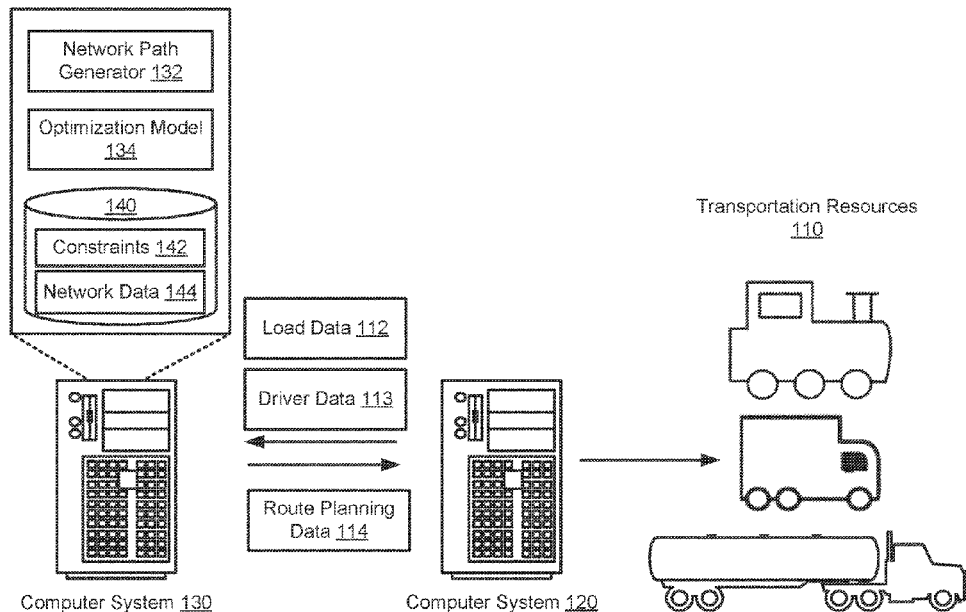 Network Path
Generator 132
Optimization Model
134
140
Constraints 142
Network Data 144
Load Data 112
Driver Data 113
Route Planning
Data 114
Transportation Resources
110
Computer System 130
Computer System 120